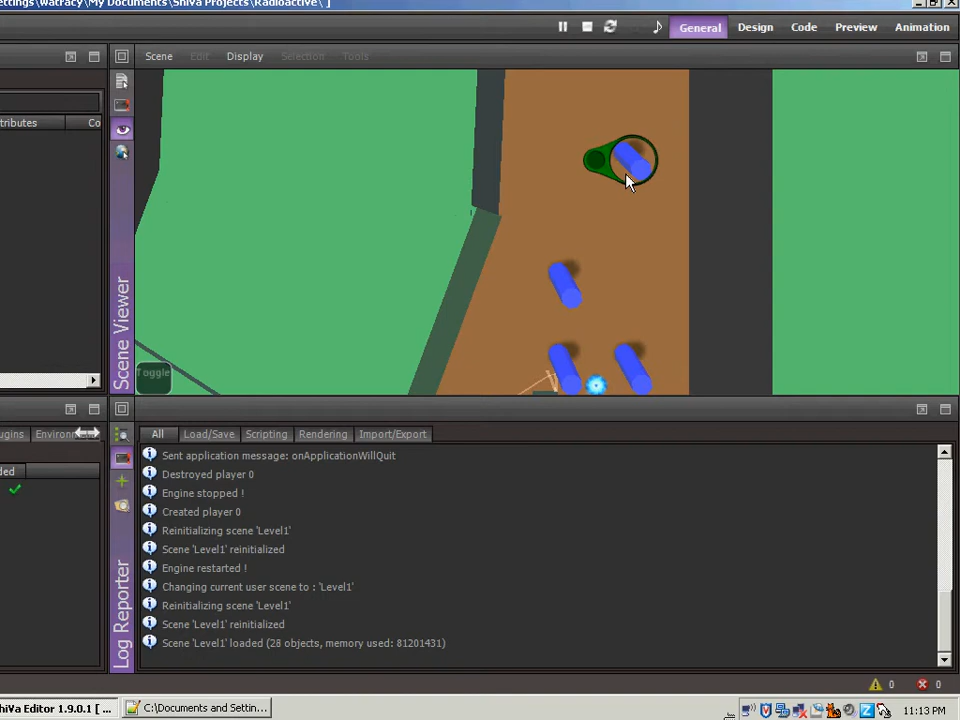 settings\watracy\My Documents\ShiVa Projects\Radioactive\ ]
General Design Code Preview Animation
Scene Edit Display Selection Tools
tributes Co
Scene Viewer
Toggle
ugins Environm
All Load/Save Scripting Rendering Import/Export
ded
Sent application message: onApplicationWillQuit
Destroyed player 0
Engine stopped !
Created player 0
Reinitializing scene 'Level1'
Scene 'Level1' reinitialized
Engine restarted !
Changing current user scene to : 'Level1'
Reinitializing scene 'Level1'
Scene 'Level1' reinitialized
Scene 'Level1' loaded (28 objects, memory used: 81201431)
Log Reporter
0 0
hiVa Editor 1.9.0.1 [ ... C:\Documents and Settin... 11:13 PM